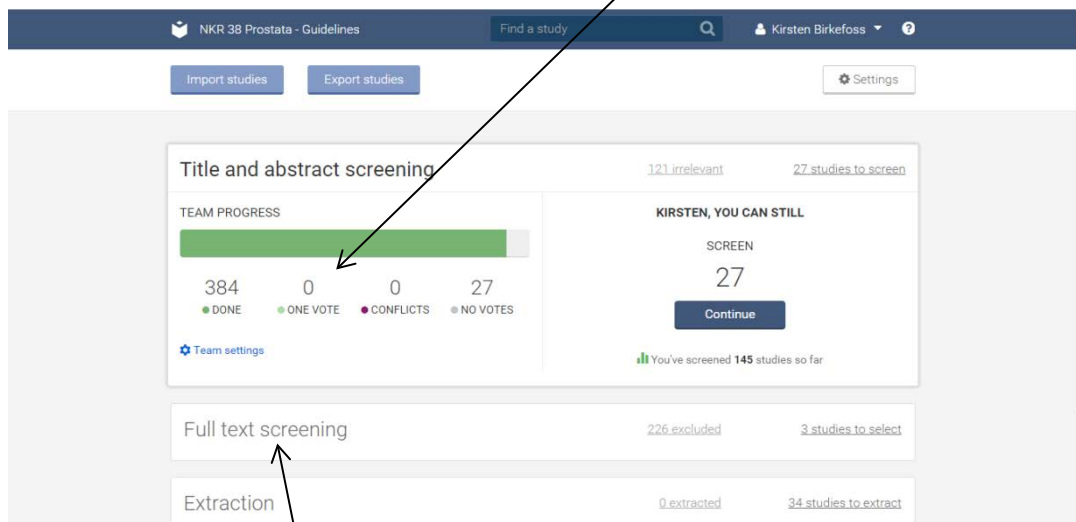 NKR 38 Prostata - Guidelines Find a study Kirsten Birkefoss ?
Import studies Export studies Settings
Title and abstract screening 121 irrelevant 27 studies to screen
TEAM PROGRESS
384 0 0 27
DONE ONE VOTE CONFLICTS NO VOTES
Team settings
KIRSTEN, YOU CAN STILL
SCREEN
27
Continue
You've screened 145 studies so far
Full text screening 226 excluded 3 studies to select
Extraction 0 extracted 34 studies to extract